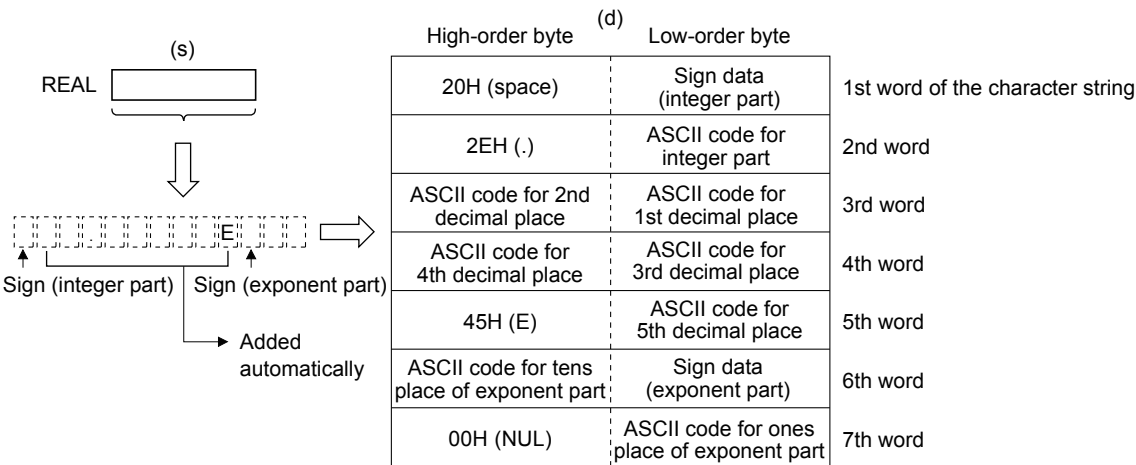 (s)
REAL
.
E
Sign (integer part)
Sign (exponent part)
Added
automatically
(d)
High-order byte
Low-order byte
20H (space)
Sign data
(integer part)
1st word of the character string
2EH (.)
ASCII code for
integer part
2nd word
ASCII code for 2nd
decimal place
ASCII code for
1st decimal place
3rd word
ASCII code for
4th decimal place
ASCII code for
3rd decimal place
4th word
45H (E)
ASCII code for
5th decimal place
5th word
ASCII code for tens
place of exponent part
Sign data
(exponent part)
6th word
00H (NUL)
ASCII code for ones
place of exponent part
7th word